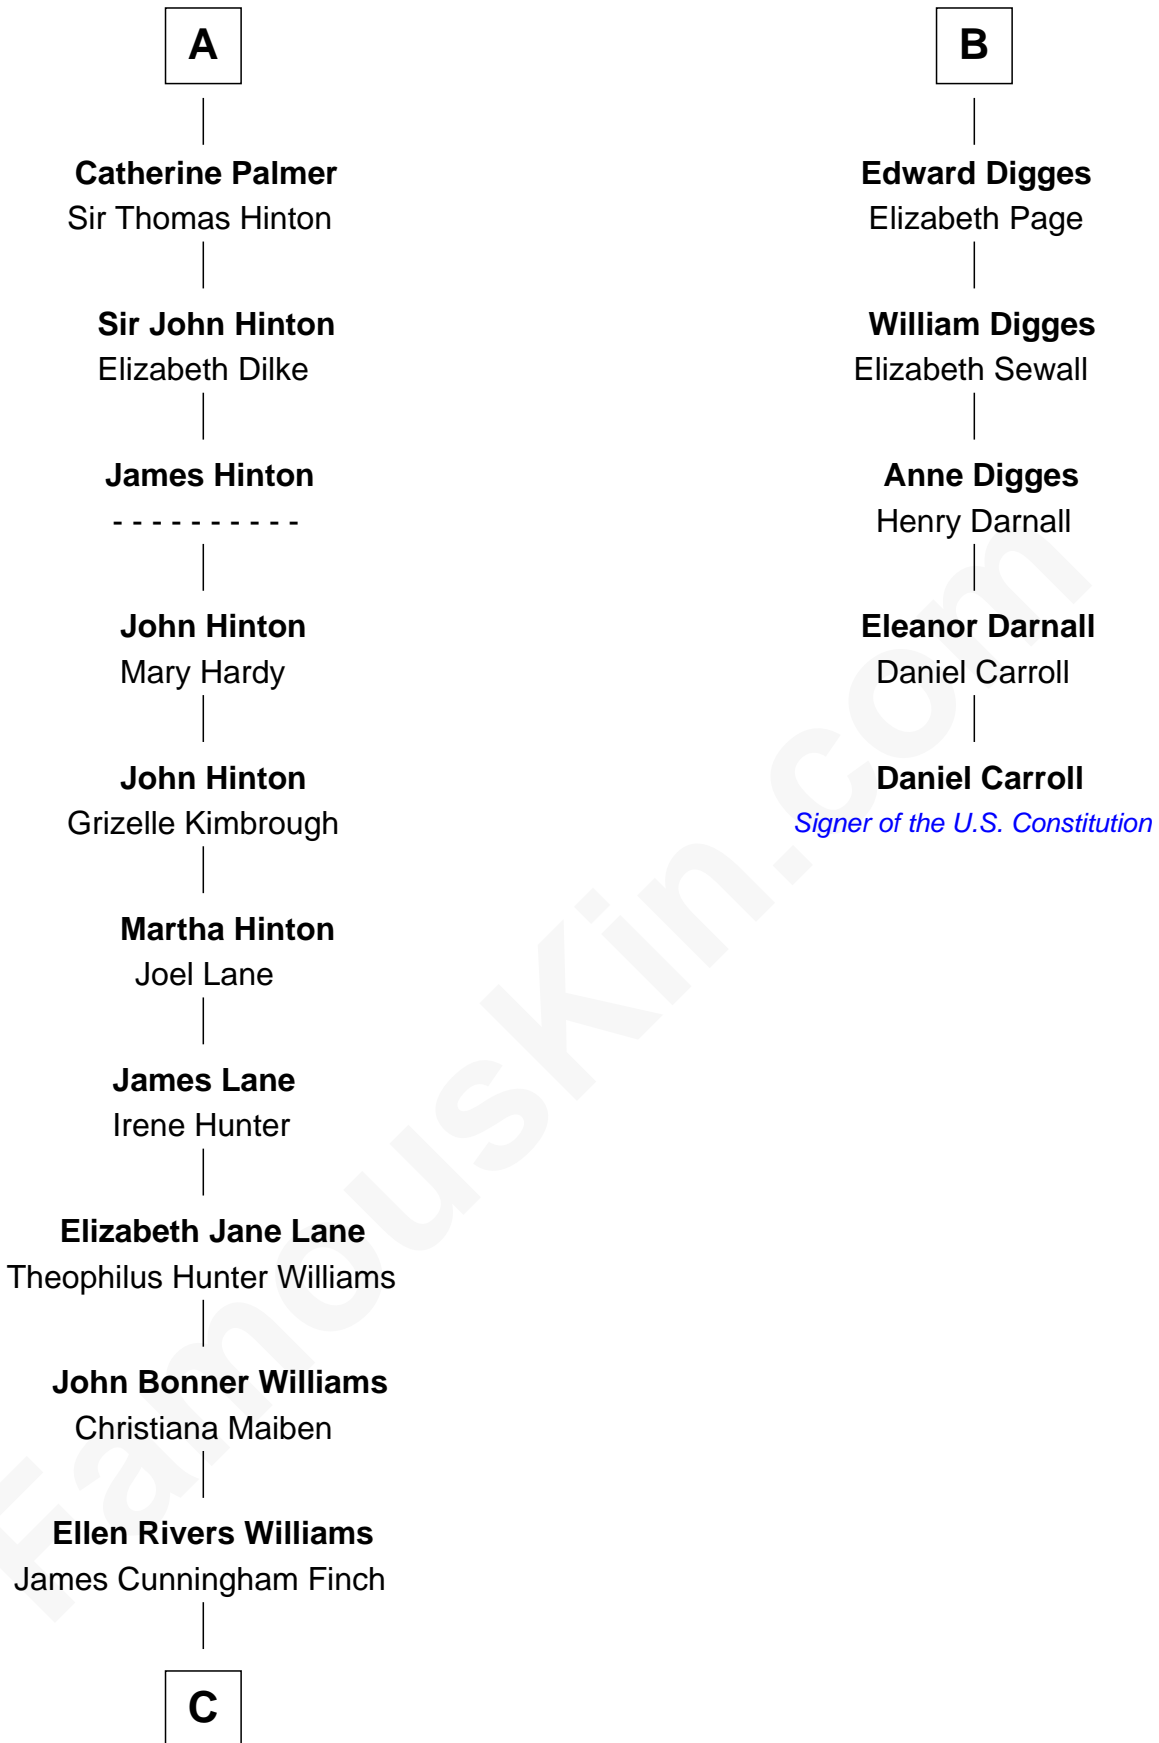 A
Catherine Palmer
Sir Thomas Hinton
Sir John Hinton
Elizabeth Dilke
James Hinton
- - - - - - - - - -
John Hinton
Mary Hardy
John Hinton
Grizelle Kimbrough
Martha Hinton
Joel Lane
James Lane
Irene Hunter
Elizabeth Jane Lane
Theophilus Hunter Williams
John Bonner Williams
Christiana Maiben
Ellen Rivers Williams
James Cunningham Finch
C
B
Edward Digges
Elizabeth Page
William Digges
Elizabeth Sewall
Anne Digges
Henry Darnall
Eleanor Darnall
Daniel Carroll
Daniel Carroll
Signer of the U.S. Constitution
FamousKin.com